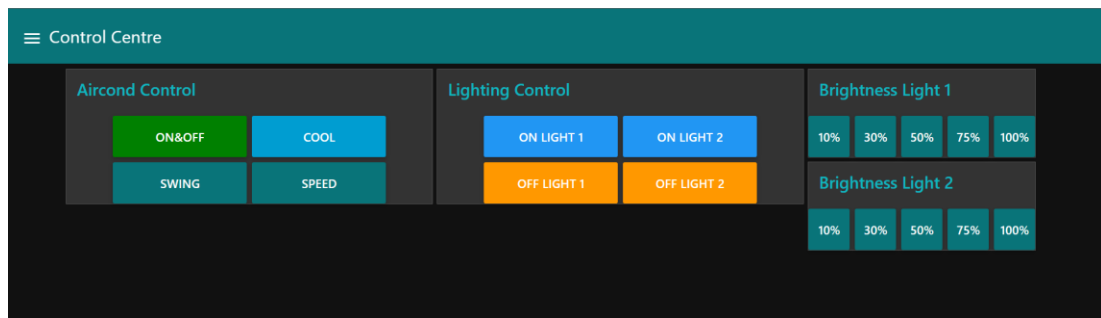 Control Centre
Aircond Control
ON&OFF COOL
SWING SPEED
Lighting Control
ON LIGHT 1 ON LIGHT 2
OFF LIGHT 1 OFF LIGHT 2
Brightness Light 1
10% 30% 50% 75% 100%
Brightness Light 2
10% 30% 50% 75% 100%